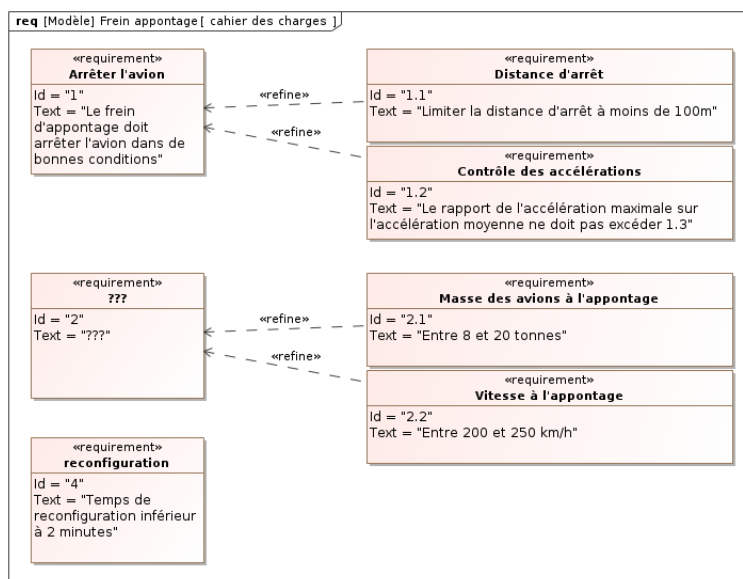 req [Modèle] Frein appontage[ cahier des charges ]
«requirement»
Arrêter l'avion
Id = "1"
Text = "Le frein
d'appontage doit
arrêter l'avion dans de
bonnes conditions"
«refine»
«refine»
«requirement»
Distance d'arrêt
Id = "1.1"
Text = "Limiter la distance d'arrêt à moins de 100m"
«requirement»
Contrôle des accélérations
Id = "1.2"
Text = "Le rapport de l'accélération maximale sur
l'accélération moyenne ne doit pas excéder 1.3"
«requirement»
???
Id = "2"
Text = "???"
«refine»
«refine»
«requirement»
Masse des avions à l'appontage
Id = "2.1"
Text = "Entre 8 et 20 tonnes"
«requirement»
Vitesse à l'appontage
Id = "2.2"
Text = "Entre 200 et 250 km/h"
«requirement»
reconfiguration
Id = "4"
Text = "Temps de
reconfiguration inférieur
à 2 minutes"